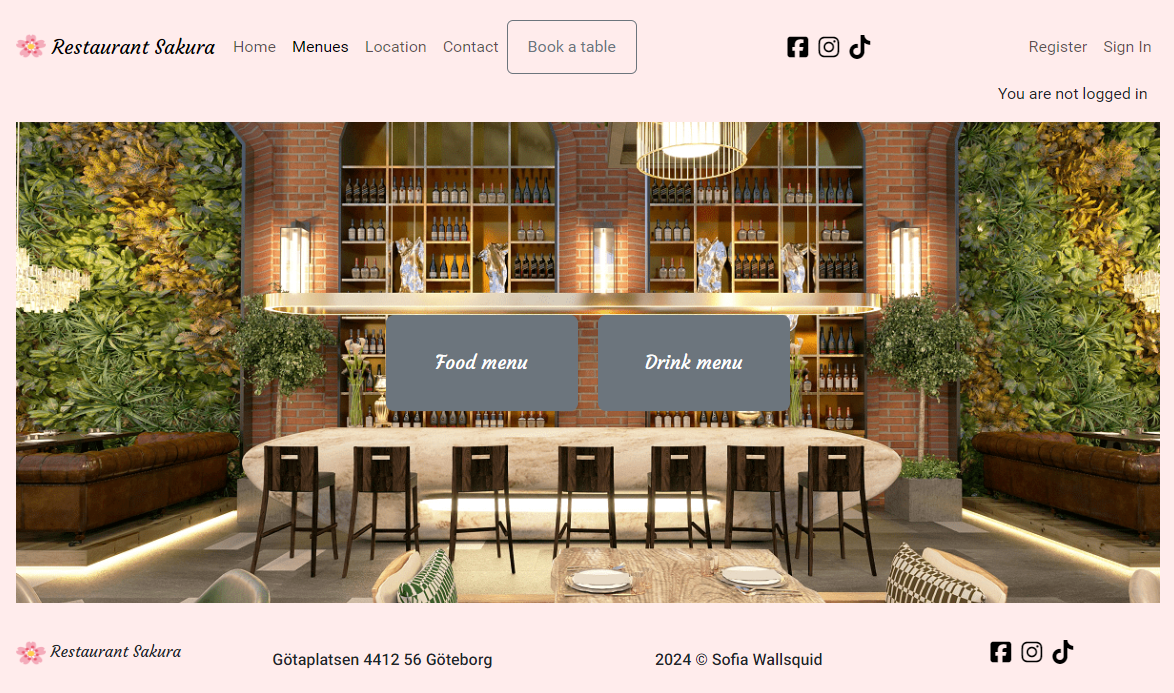 Restaurant Sakura Home Menues Location Contact Book a table Register Sign In
You are not logged in
Food menu Drink menu
Restaurant Sakura Götaplatsen 4412 56 Göteborg 2024 © Sofia Wallsquid